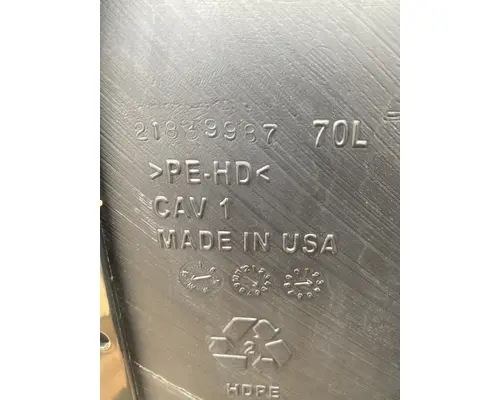 21839987 70L
>PE-HD<
CAV 1
MADE IN USA
2
HDPE